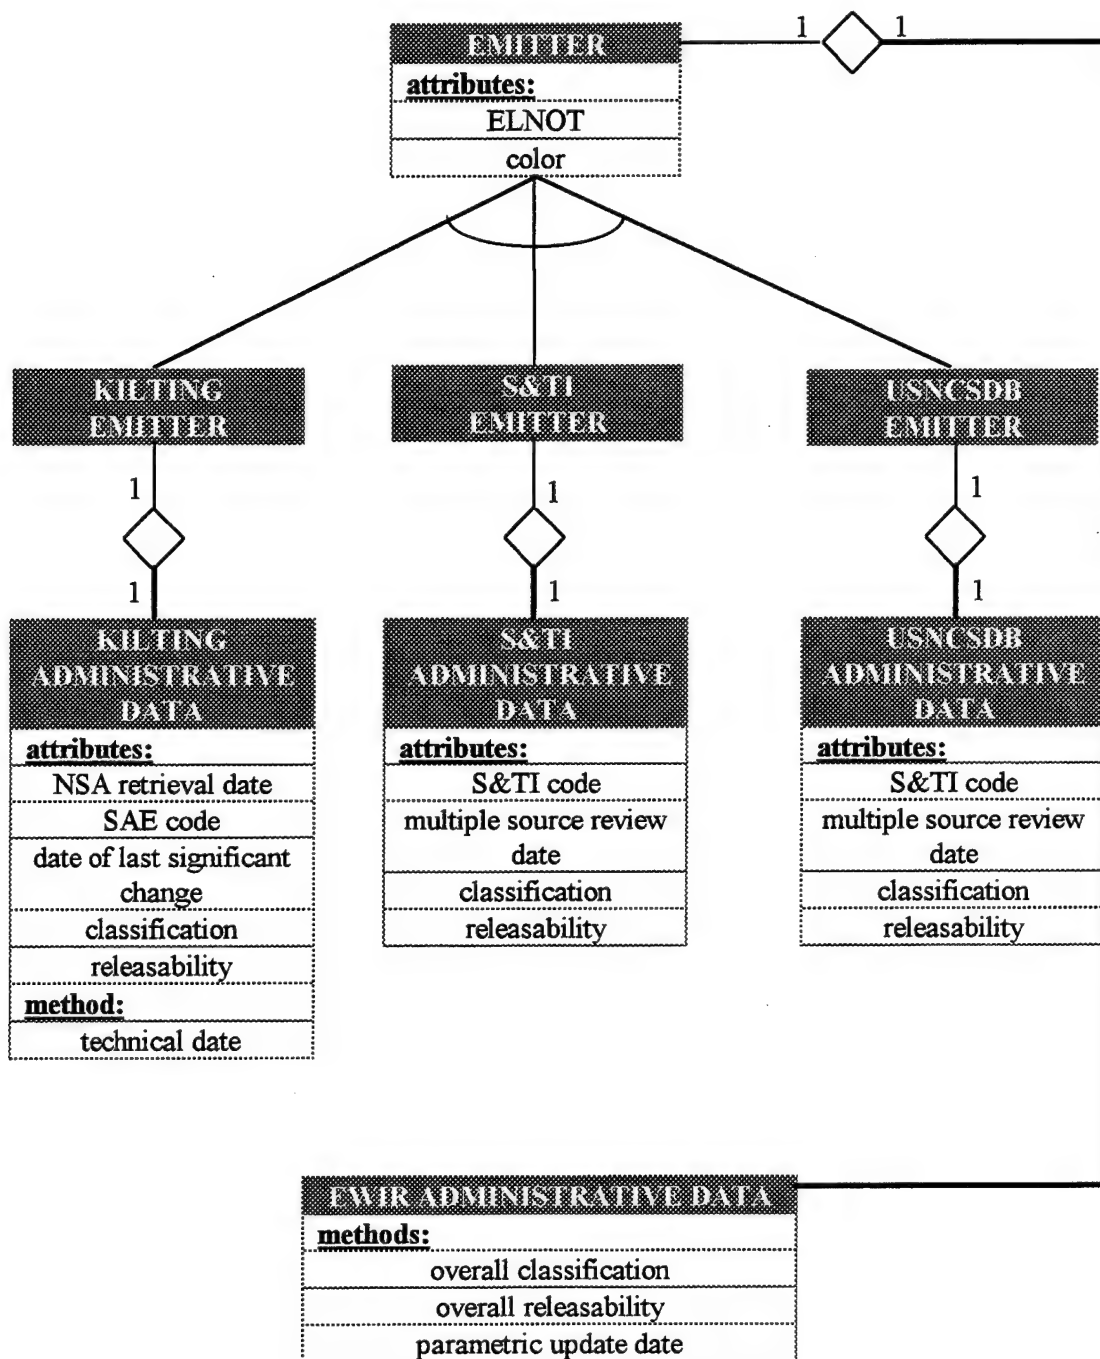 EMITTER
1
1
attributes:
ELNOT
color
KILTING
EMITTER
S&TI
EMITTER
USNCSDB
EMITTER
1
1
1
1
1
1
KILTING
ADMINISTRATIVE
DATA
attributes:
NSA retrieval date
SAE code
date of last significant
change
classification
releasability
method:
technical date
S&TI
ADMINISTRATIVE
DATA
attributes:
S&TI code
multiple source review
date
classification
releasability
USNCSDB
ADMINISTRATIVE
DATA
attributes:
S&TI code
multiple source review
date
classification
releasability
EWIR ADMINISTRATIVE DATA
methods:
overall classification
overall releasability
parametric update date